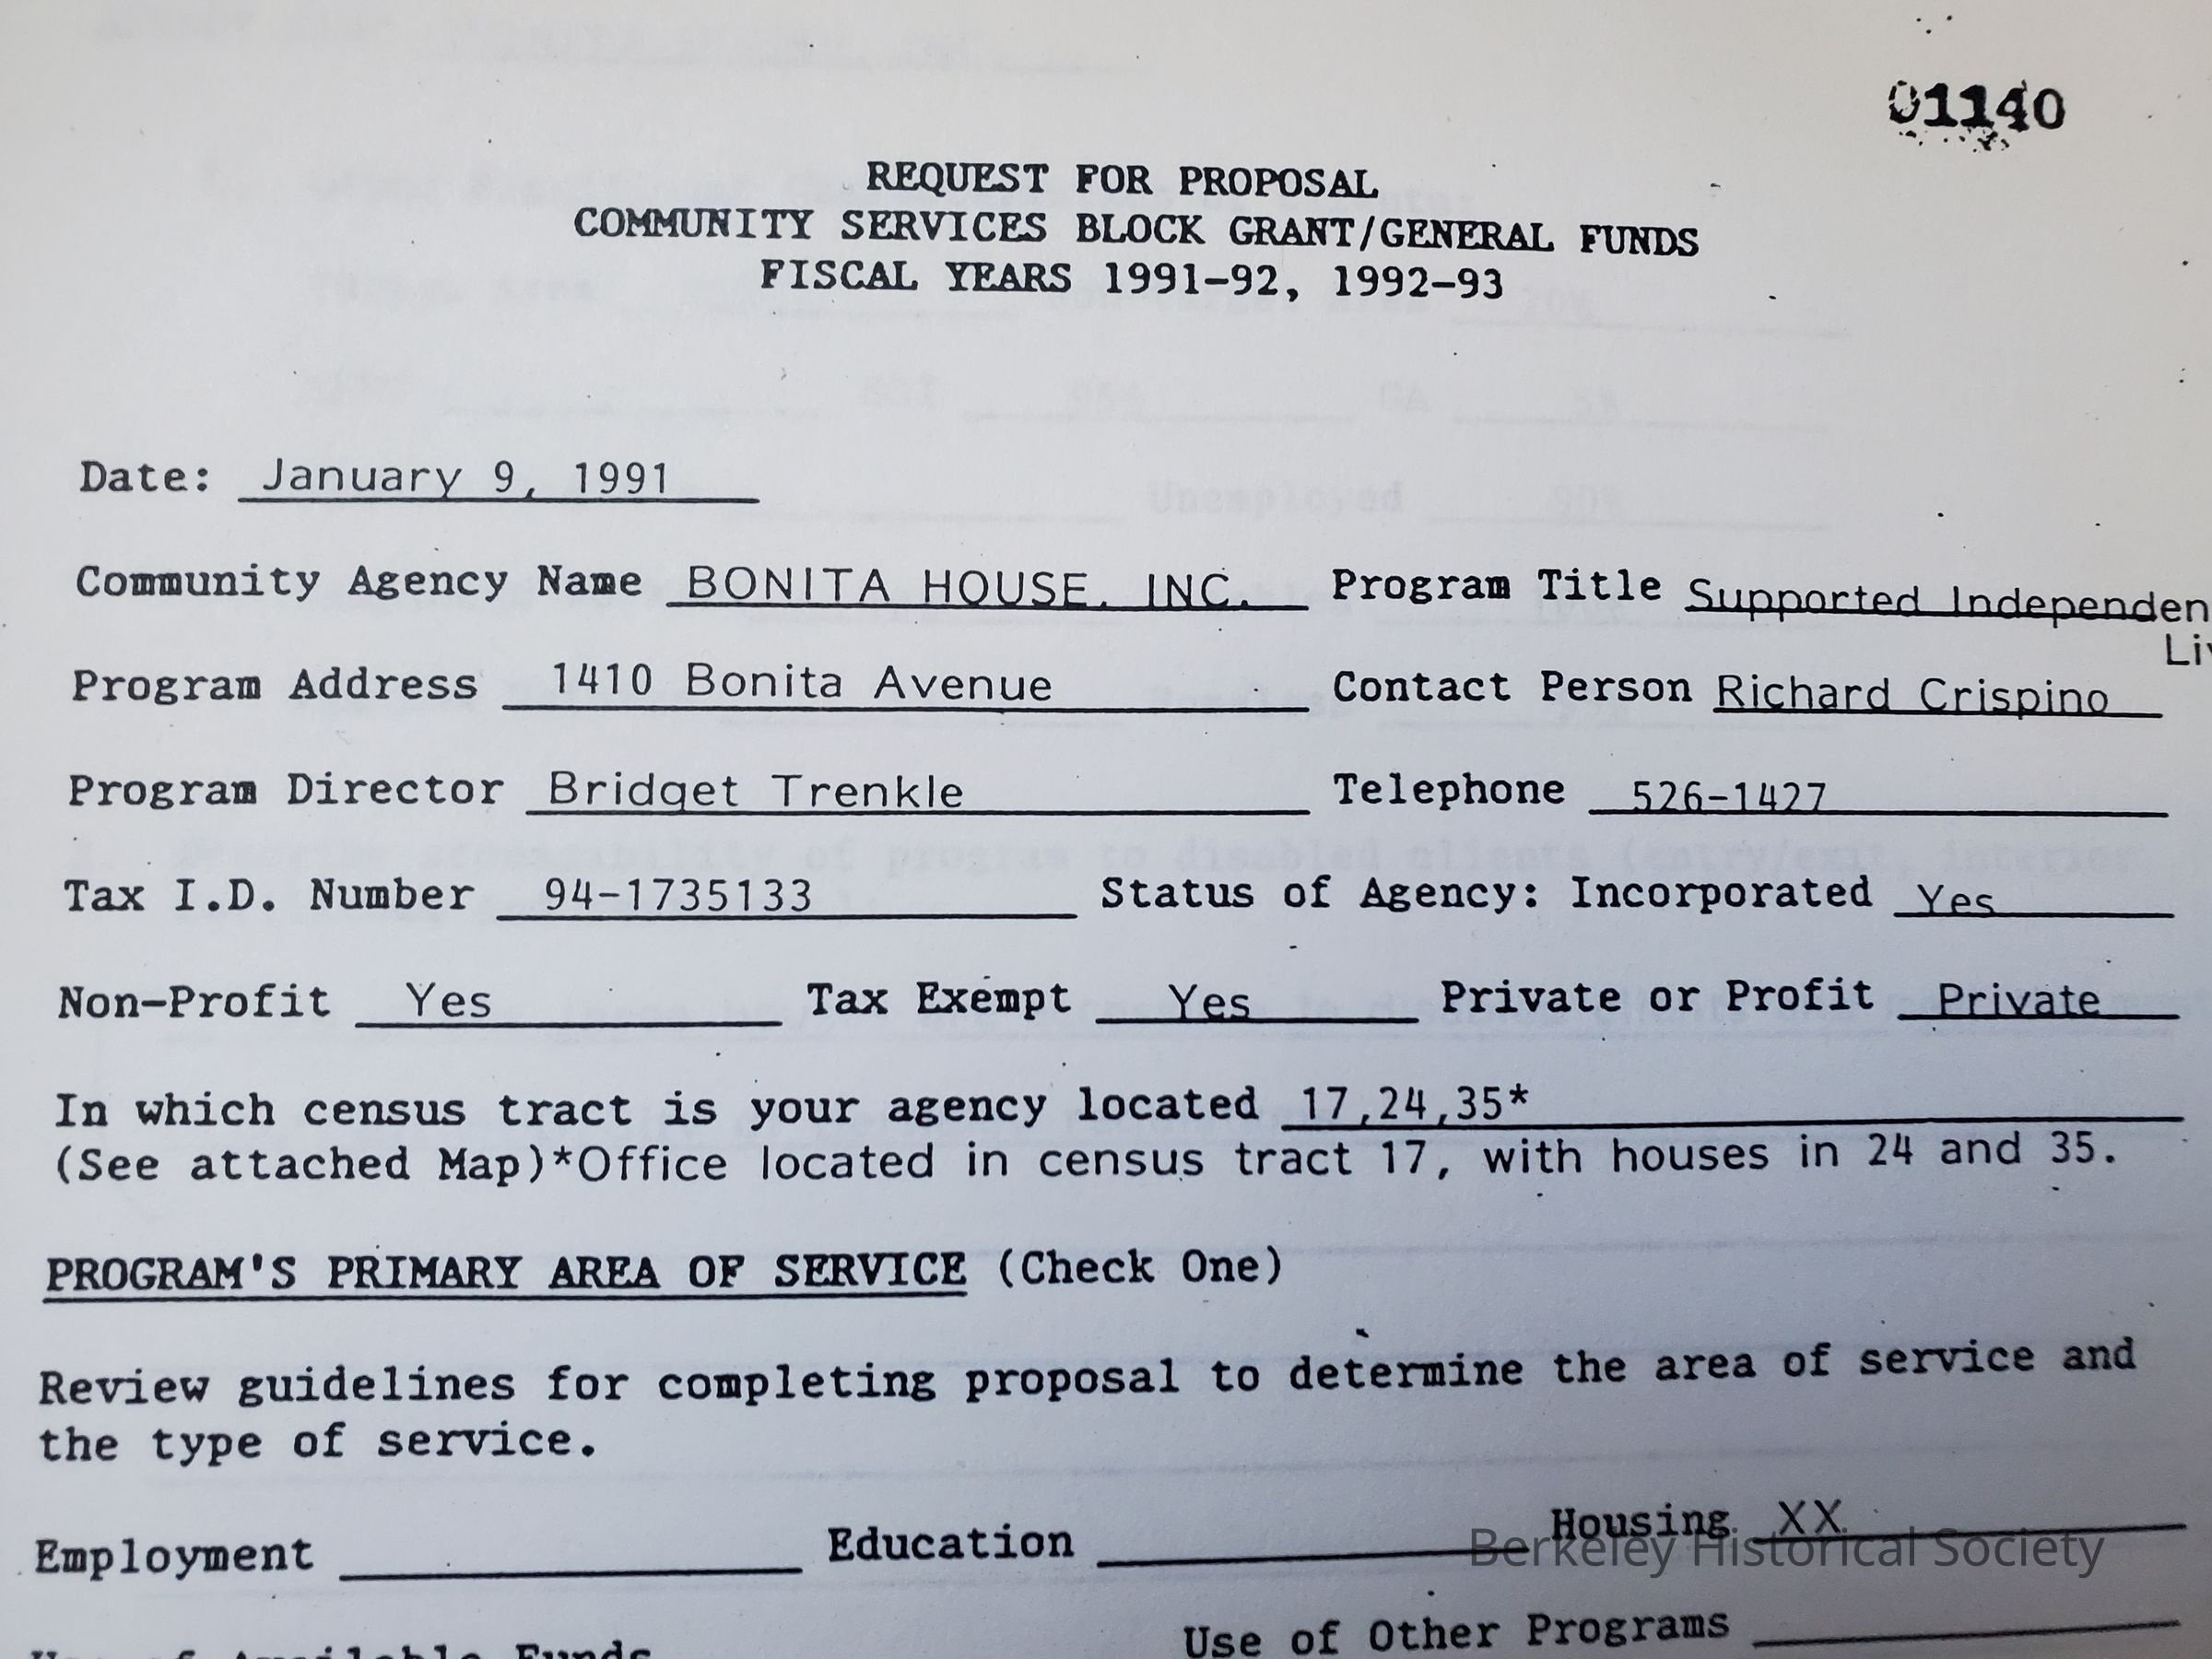 01140
REQUEST FOR PROPOSAL
COMMUNITY SERVICES BLOCK GRANT/GENERAL FUNDS
FISCAL YEARS 1991-92, 1992-93
Date: January 9, 1991
Community Agency Name BONITA HOUSE, INC. Program Title Supported Independen
Liv
Program Address 1410 Bonita Avenue Contact Person Richard Crispino
Program Director Bridget Trenkle Telephone 526-1427
Tax I.D. Number 94-1735133 Status of Agency: Incorporated Yes
Non-Profit Yes Tax Exempt Yes Private or Profit Private
In which census tract is your agency located 17,24,35*
(See attached Map)*Office located in census tract 17, with houses in 24 and 35.
PROGRAM'S PRIMARY AREA OF SERVICE (Check One)
Review guidelines for completing proposal to determine the area of service and
the type of service.
Employment Education Housing XX
Berkeley Historical Society
Use of Available Funds Use of Other Programs